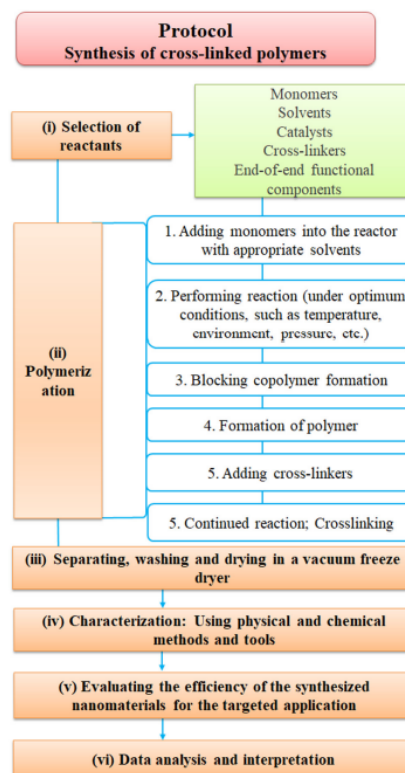 Protocol
Synthesis of cross-linked polymers
(i) Selection of
reactants
Monomers
Solvents
Catalysts
Cross-linkers
End-of-end functional
components
(ii)
Polymeriz
ation
1. Adding monomers into the reactor
with appropriate solvents
2. Performing reaction (under optimum
conditions, such as temperature,
environment, pressure, etc.)
3. Blocking copolymer formation
4. Formation of polymer
5. Adding cross-linkers
5. Continued reaction; Crosslinking
(iii) Separating, washing and drying in a vacuum freeze
dryer
(iv) Characterization: Using physical and chemical
methods and tools
(v) Evaluating the efficiency of the synthesized
nanomaterials for the targeted application
(vi) Data analysis and interpretation